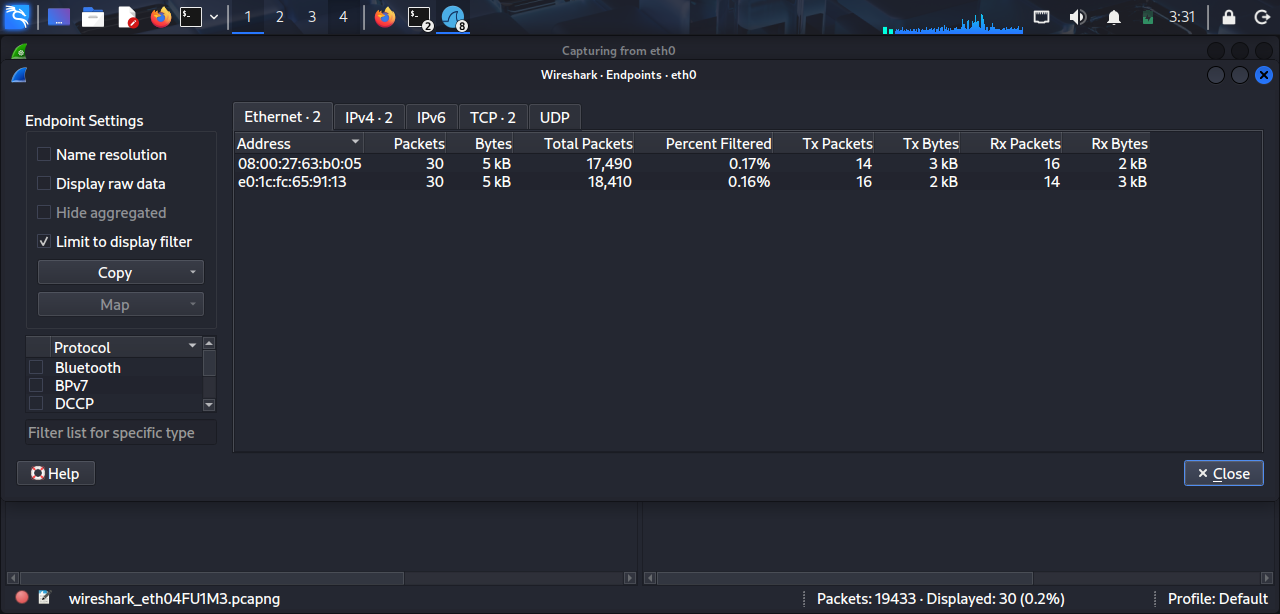 1 2 3 4 2 8 3:31
Capturing from eth0
Wireshark · Endpoints · eth0
Endpoint Settings
Name resolution
Display raw data
Hide aggregated
Limit to display filter
Copy
Map
Protocol
Bluetooth
BPv7
DCCP
Filter list for specific type
Ethernet · 2 IPv4 · 2 IPv6 TCP · 2 UDP
Address Packets Bytes Total Packets Percent Filtered Tx Packets Tx Bytes Rx Packets Rx Bytes
08:00:27:63:b0:05 30 5 kB 17,490 0.17% 14 3 kB 16 2 kB
e0:1c:fc:65:91:13 30 5 kB 18,410 0.16% 16 2 kB 14 3 kB
Help
Close
wireshark_eth04FU1M3.pcapng Packets: 19433 · Displayed: 30 (0.2%) Profile: Default